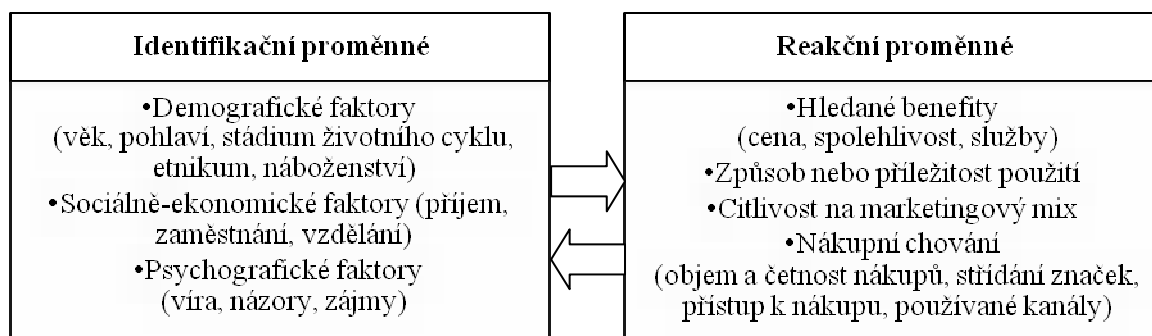 Identifikační proměnné
•Demografické faktory
(věk, pohlaví, stádium životního cyklu,
etnikum, náboženství)
•Sociálně-ekonomické faktory (příjem,
zaměstnání, vzdělání)
•Psychografické faktory
(víra, názory, zájmy)
Reakční proměnné
•Hledané benefity
(cena, spolehlivost, služby)
•Způsob nebo příležitost použití
•Citlivost na marketingový mix
•Nákupní chování
(objem a četnost nákupů, střídání značek,
přístup k nákupu, používané kanály)